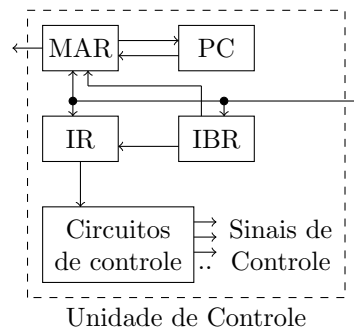 MAR PC
IR IBR
Circuitos
de controle
Sinais de
.. Controle
Unidade de Controle